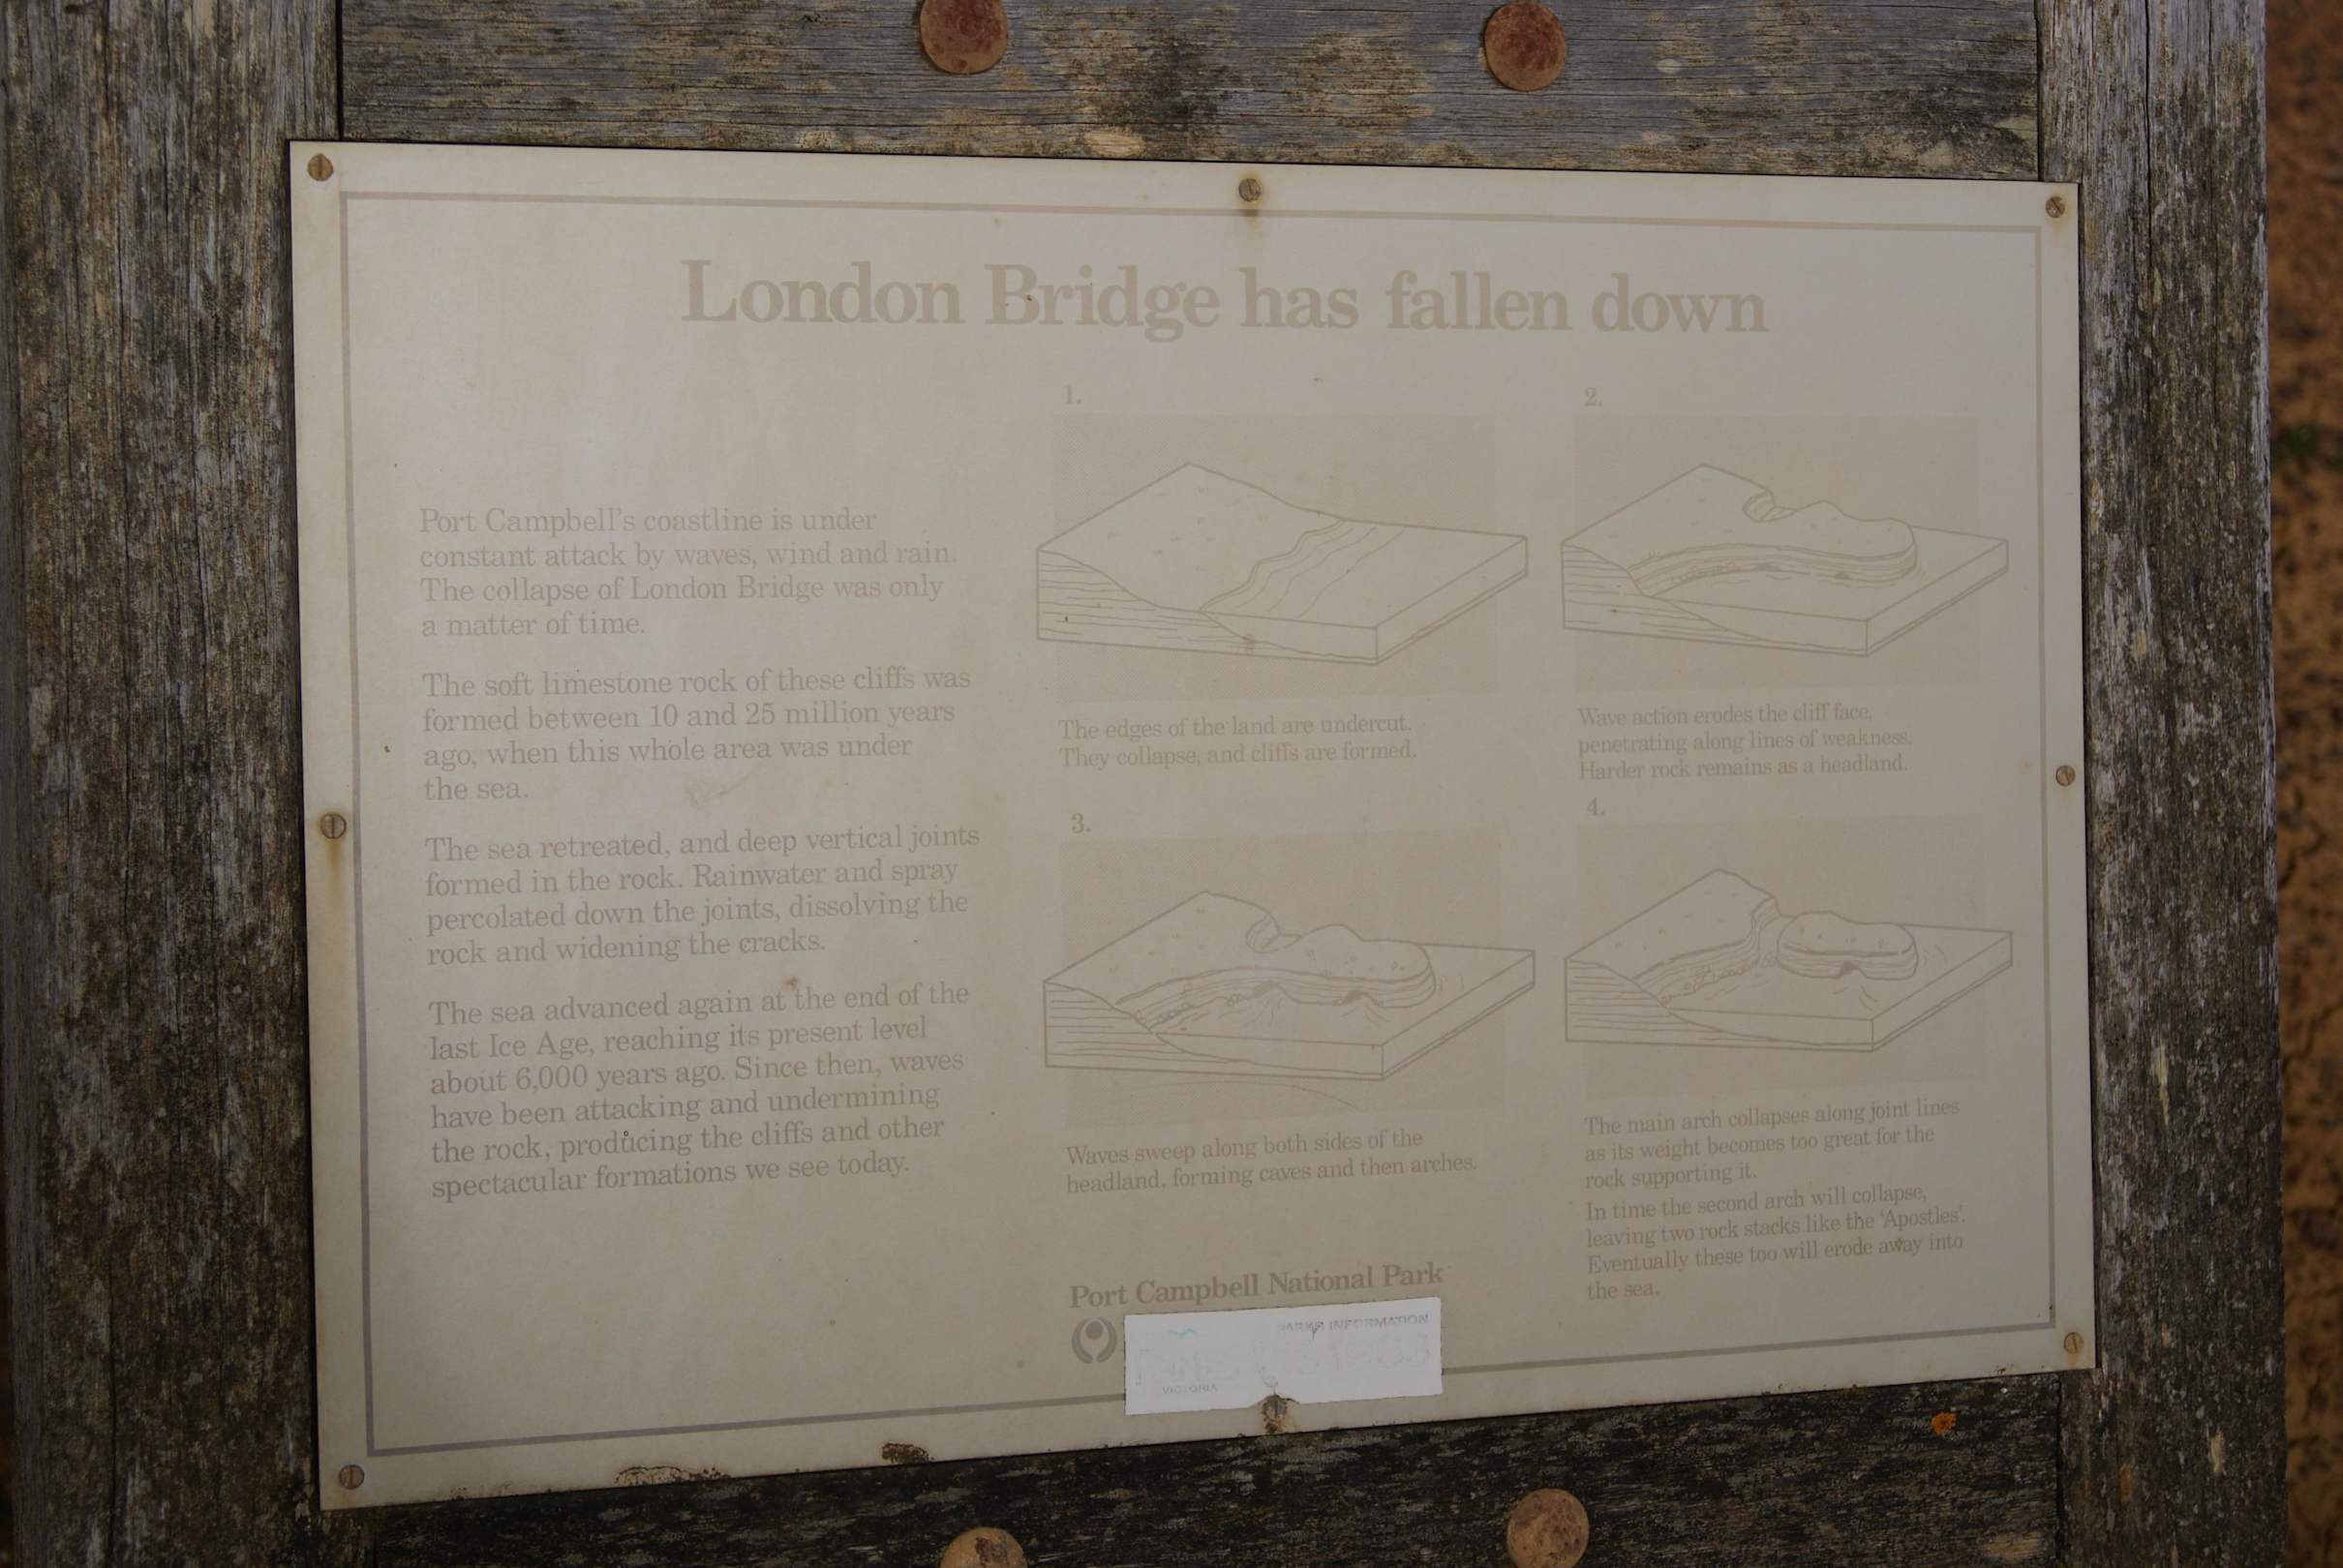 London Bridge has fallen down
Port Campbell's coastline is under
constant attack by waves, wind and rain.
The collapse of London Bridge was only
a matter of time.
The soft limestone rock of these cliffs was
formed between 10 and 25 million years
ago, when this whole area was under
the sea.
The sea retreated, and deep vertical joints
formed in the rock. Rainwater and spray
percolated down the joints, dissolving the
rock and widening the cracks.
The sea advanced again at the end of the
last Ice Age, reaching its present level
about 6,000 years ago. Since then, waves
have been attacking and undermining
the rock, producing the cliffs and other
spectacular formations we see today.
1.
The edges of the land are undercut.
They collapse, and cliffs are formed.
2.
Wave action erodes the cliff face,
penetrating along lines of weakness.
Harder rock remains as a headland.
3.
Waves sweep along both sides of the
headland, forming caves and then arches.
4.
The main arch collapses along joint lines
as its weight becomes too great for the
rock supporting it.
In time the second arch will collapse,
leaving two rock stacks like the 'Apostles'.
Eventually these too will erode away into
the sea.
Port Campbell National Park
PARKS INFORMATION
VICTORIA